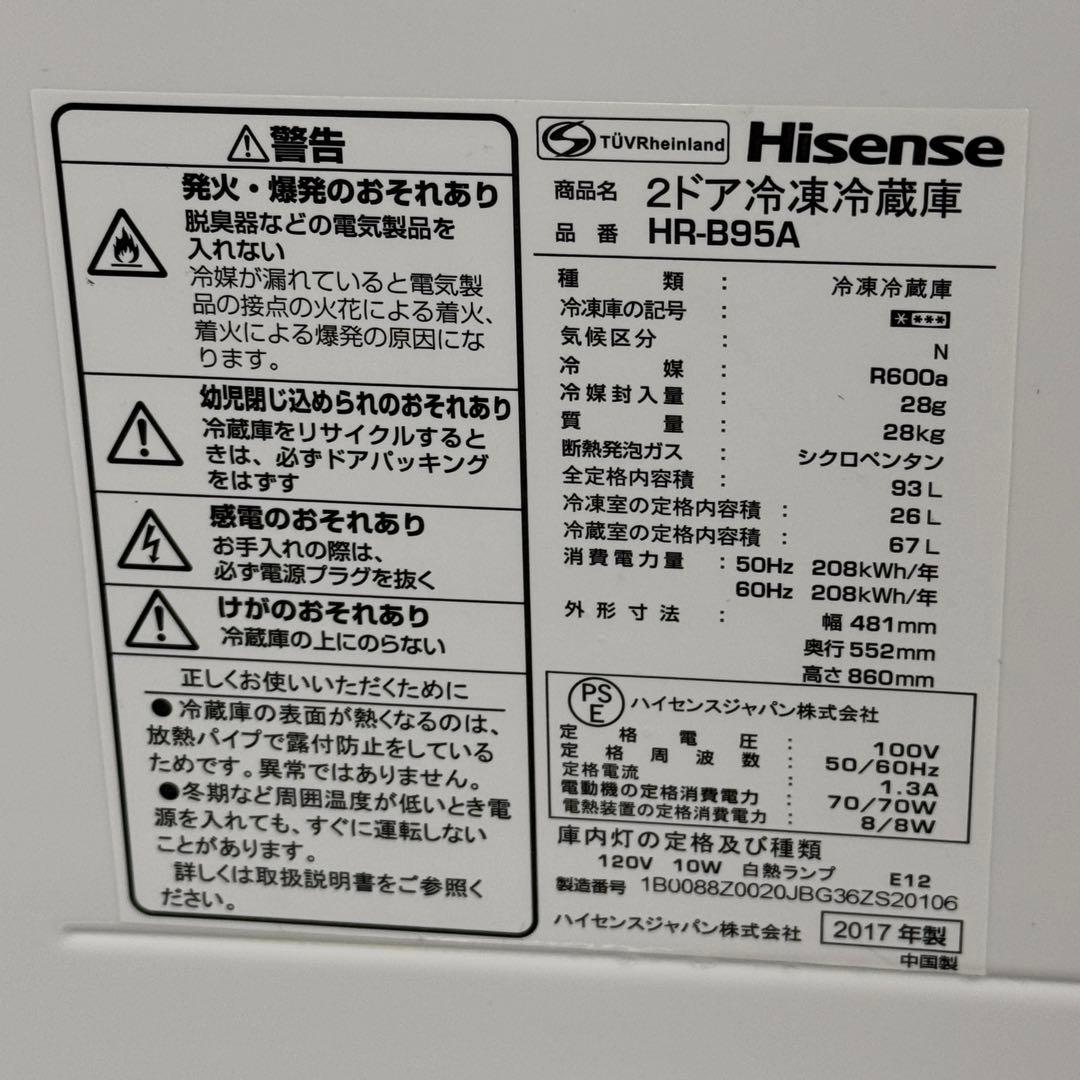 警告
発火・爆発のおそれあり
脱臭器などの電気製品を
入れない
冷媒が漏れていると電気製
品の接点の火花による着火、
着火による爆発の原因にな
ります。
幼児閉じ込められのおそれあり
冷蔵庫をリサイクルすると
きは、必ずドアパッキング
をはずす
感電のおそれあり
お手入れの際は、
必ず電源プラグを抜く
けがのおそれあり
冷蔵庫の上にのらない
正しくお使いいただくために
●冷蔵庫の表面が熱くなるのは、
放熱パイプで露付防止をしている
ためです。異常ではありません。
●冬期など周囲温度が低いとき電
源を入れても、すぐに運転しない
ことがあります。
詳しくは取扱説明書をご参照く
ださい。
TÜVRheinland Hisense
商品名 2ドア冷凍冷蔵庫
品番 HR-B95A
種類 : 冷凍冷蔵庫
冷凍庫の記号 : ****​*
気候区分 : N
冷媒 : R600a
冷媒封入量 : 28g
質量 : 28kg
断熱発泡ガス : シクロペンタン
全定格内容積 : 93L
冷凍室の定格内容積 : 26L
冷蔵室の定格内容積 : 67L
消費電力量 : 50Hz 208kWh/年
60Hz 208kWh/年
外形寸法 : 幅 481mm
奥行 552mm
高さ 860mm
PSE ハイセンスジャパン株式会社
定格電圧 : 100V
定格周波数 : 50/60Hz
定格電流 : 1.3A
電動機の定格消費電力 : 70/70W
電熱装置の定格消費電力 : 8/8W
庫内灯の定格及び種類
120V 10W 白熱ランプ E12
製造番号 1B0088Z0020JBG36ZS20106
ハイセンスジャパン株式会社 2017年製
中国製